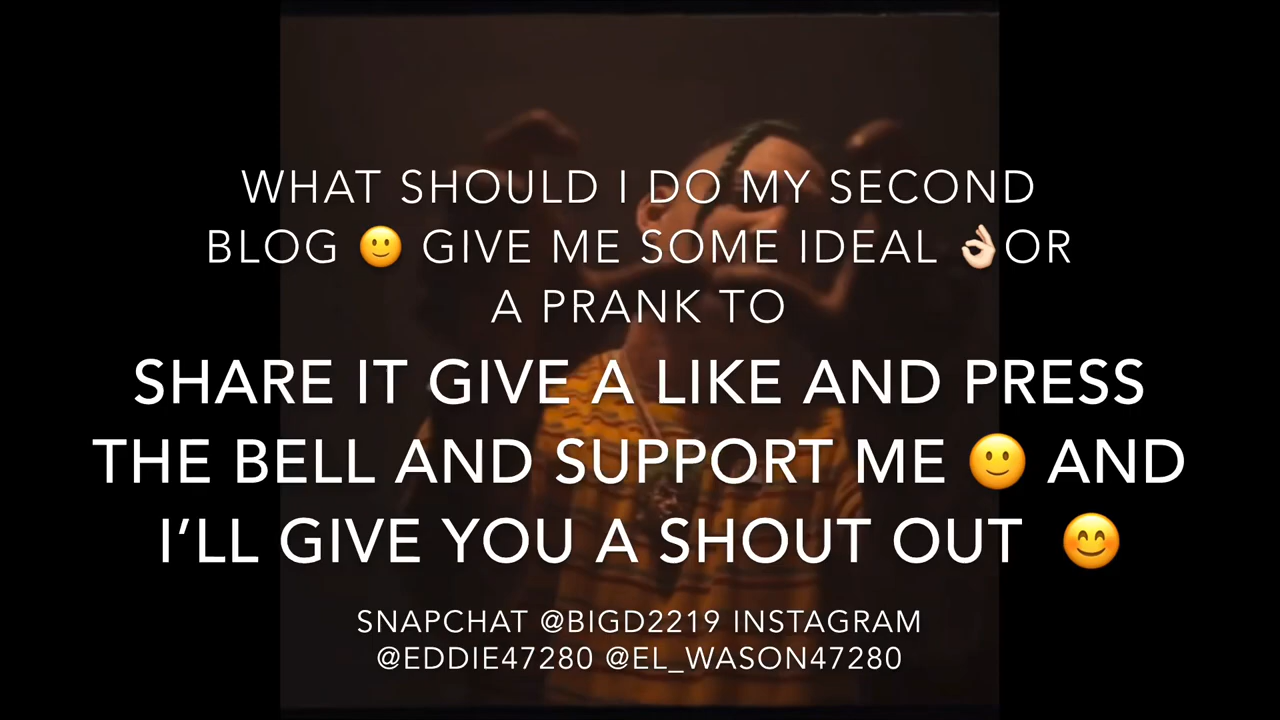 WHAT SHOULD I DO MY SECOND
BLOG 🙂 GIVE ME SOME IDEAL 👌🏻OR
A PRANK TO
SHARE IT GIVE A LIKE AND PRESS
THE BELL AND SUPPORT ME 🙂 AND
I’LL GIVE YOU A SHOUT OUT 😊
SNAPCHAT @BIGD2219 INSTAGRAM
@EDDIE47280 @EL_WASON47280